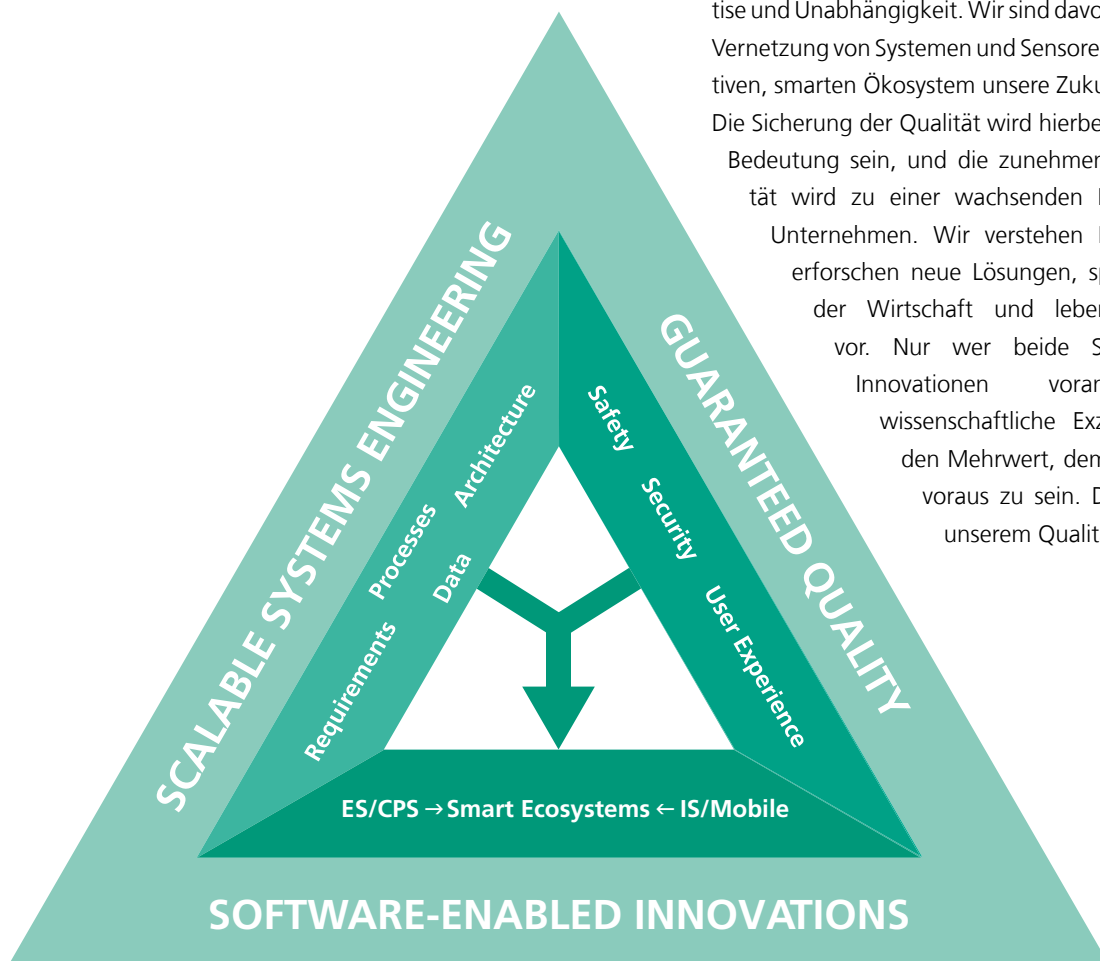 tise und Unabhängigkeit. Wir sind davo
Vernetzung von Systemen und Sensore
tiven, smarten Ökosystem unsere Zuku
Die Sicherung der Qualität wird hierbe
Bedeutung sein, und die zunehmen
tät wird zu einer wachsenden
Unternehmen. Wir verstehen
erforschen neue Lösungen, sp
der Wirtschaft und leben
vor. Nur wer beide S
Innovationen voran
wissenschaftliche Exz
den Mehrwert, dem
voraus zu sein. D
unserem Qualit
SCALABLE SYSTEMS ENGINEERING
GUARANTEED QUALITY
Architecture
Processes
Data
Requirements
Safety
Security
User Experience
ES/CPS → Smart Ecosystems ← IS/Mobile
SOFTWARE-ENABLED INNOVATIONS